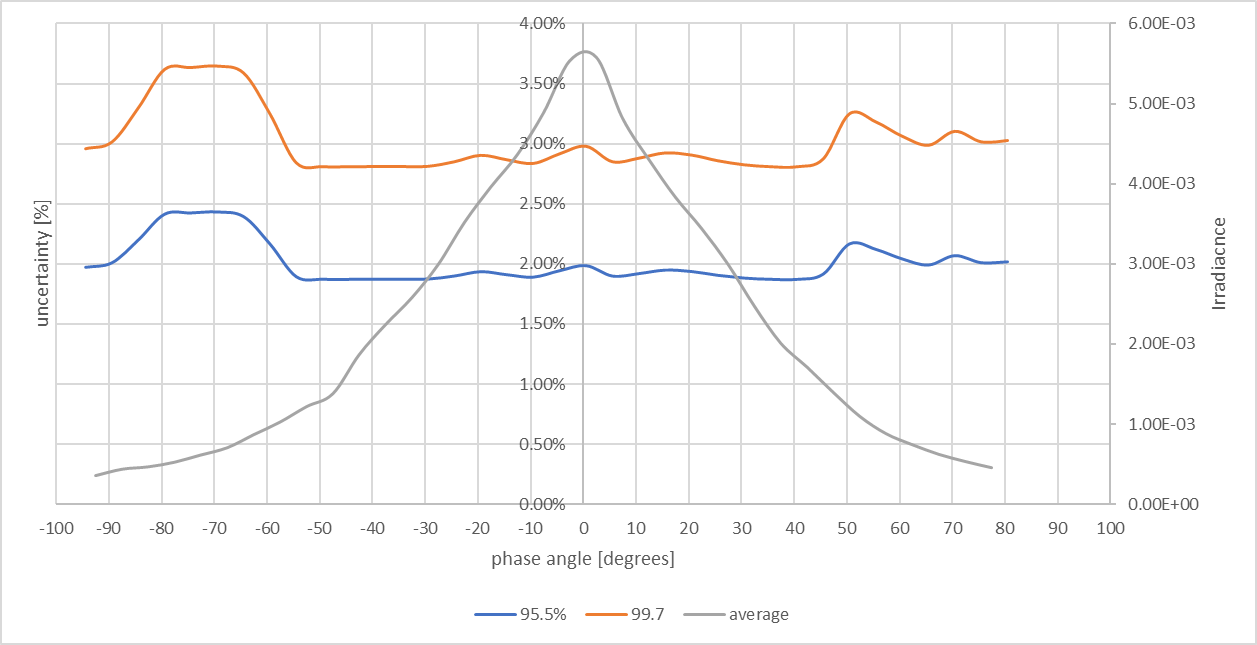 4.00%
3.50%
3.00%
2.50%
2.00%
1.50%
1.00%
0.50%
0.00%
6.00E-03
5.00E-03
4.00E-03
3.00E-03
2.00E-03
1.00E-03
0.00E+00
uncertainty [%]
Irradiacnce
-100 -90 -80 -70 -60 -50 -40 -30 -20 -10 0 10 20 30 40 50 60 70 80 90 100
phase angle [degrees]
95.5% 99.7 average